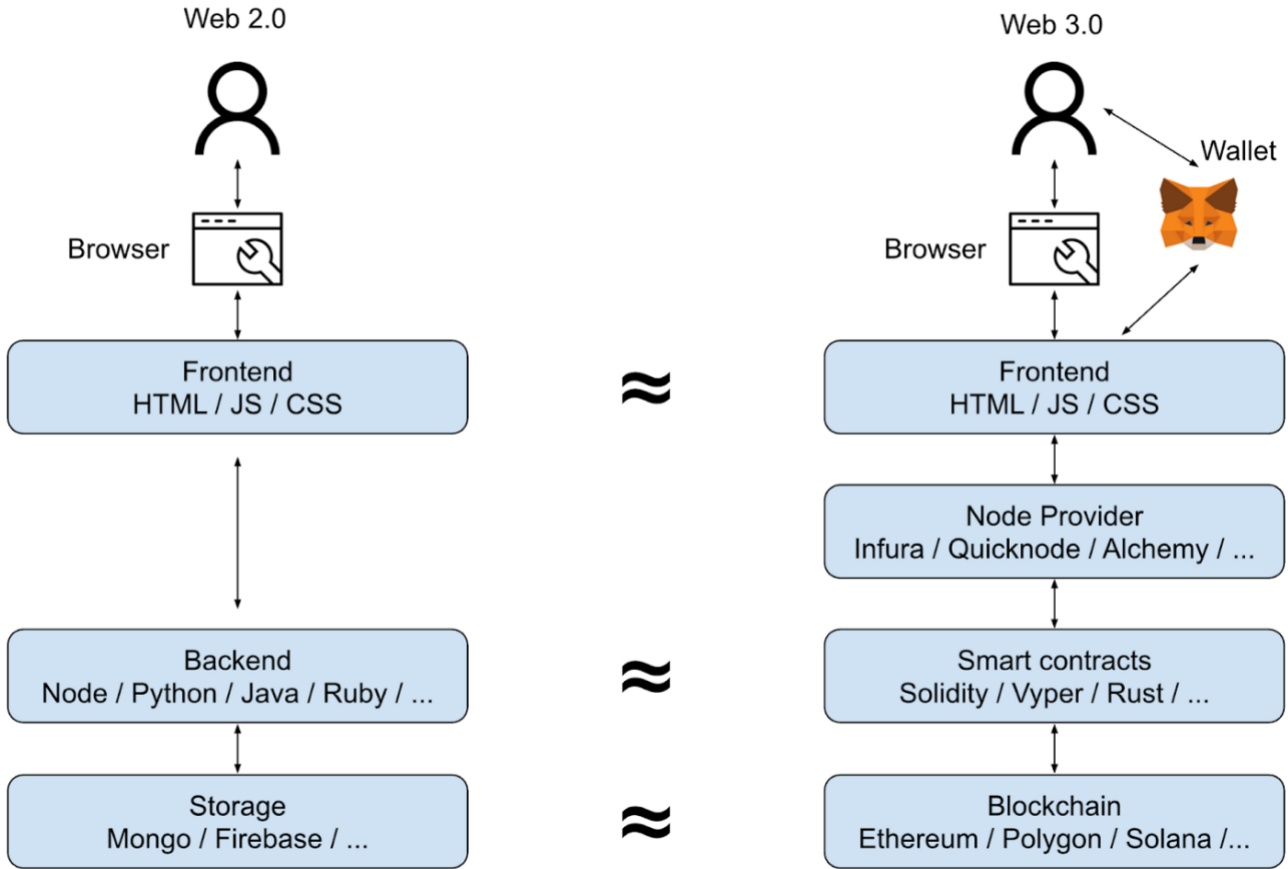 Web 2.0
Browser
Frontend
HTML / JS / CSS
Backend
Node / Python / Java / Ruby / ...
Storage
Mongo / Firebase / ...
≈
≈
≈
Web 3.0
Wallet
Browser
Frontend
HTML / JS / CSS
Node Provider
Infura / Quicknode / Alchemy / ...
Smart contracts
Solidity / Vyper / Rust / ...
Blockchain
Ethereum / Polygon / Solana /...